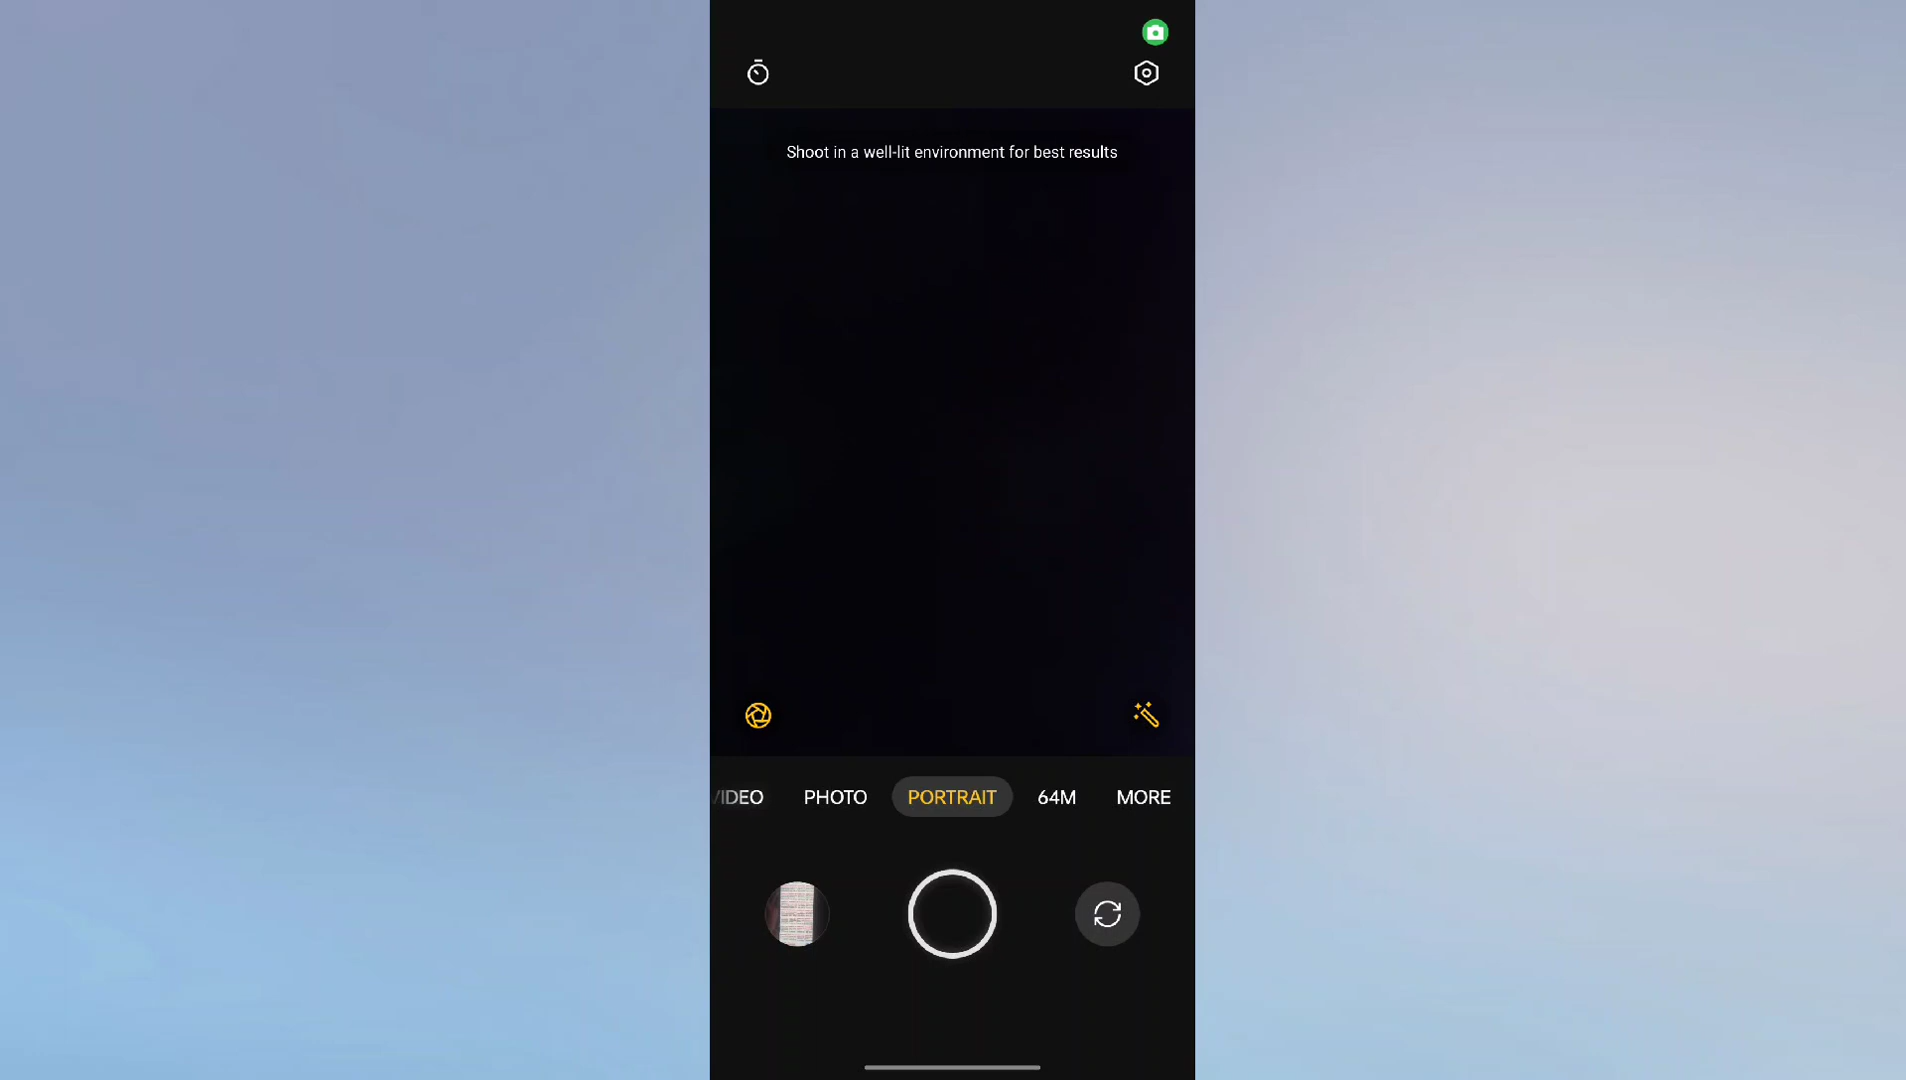 Shoot in a well-lit environment for best results
VIDEO PHOTO PORTRAIT 64M MORE